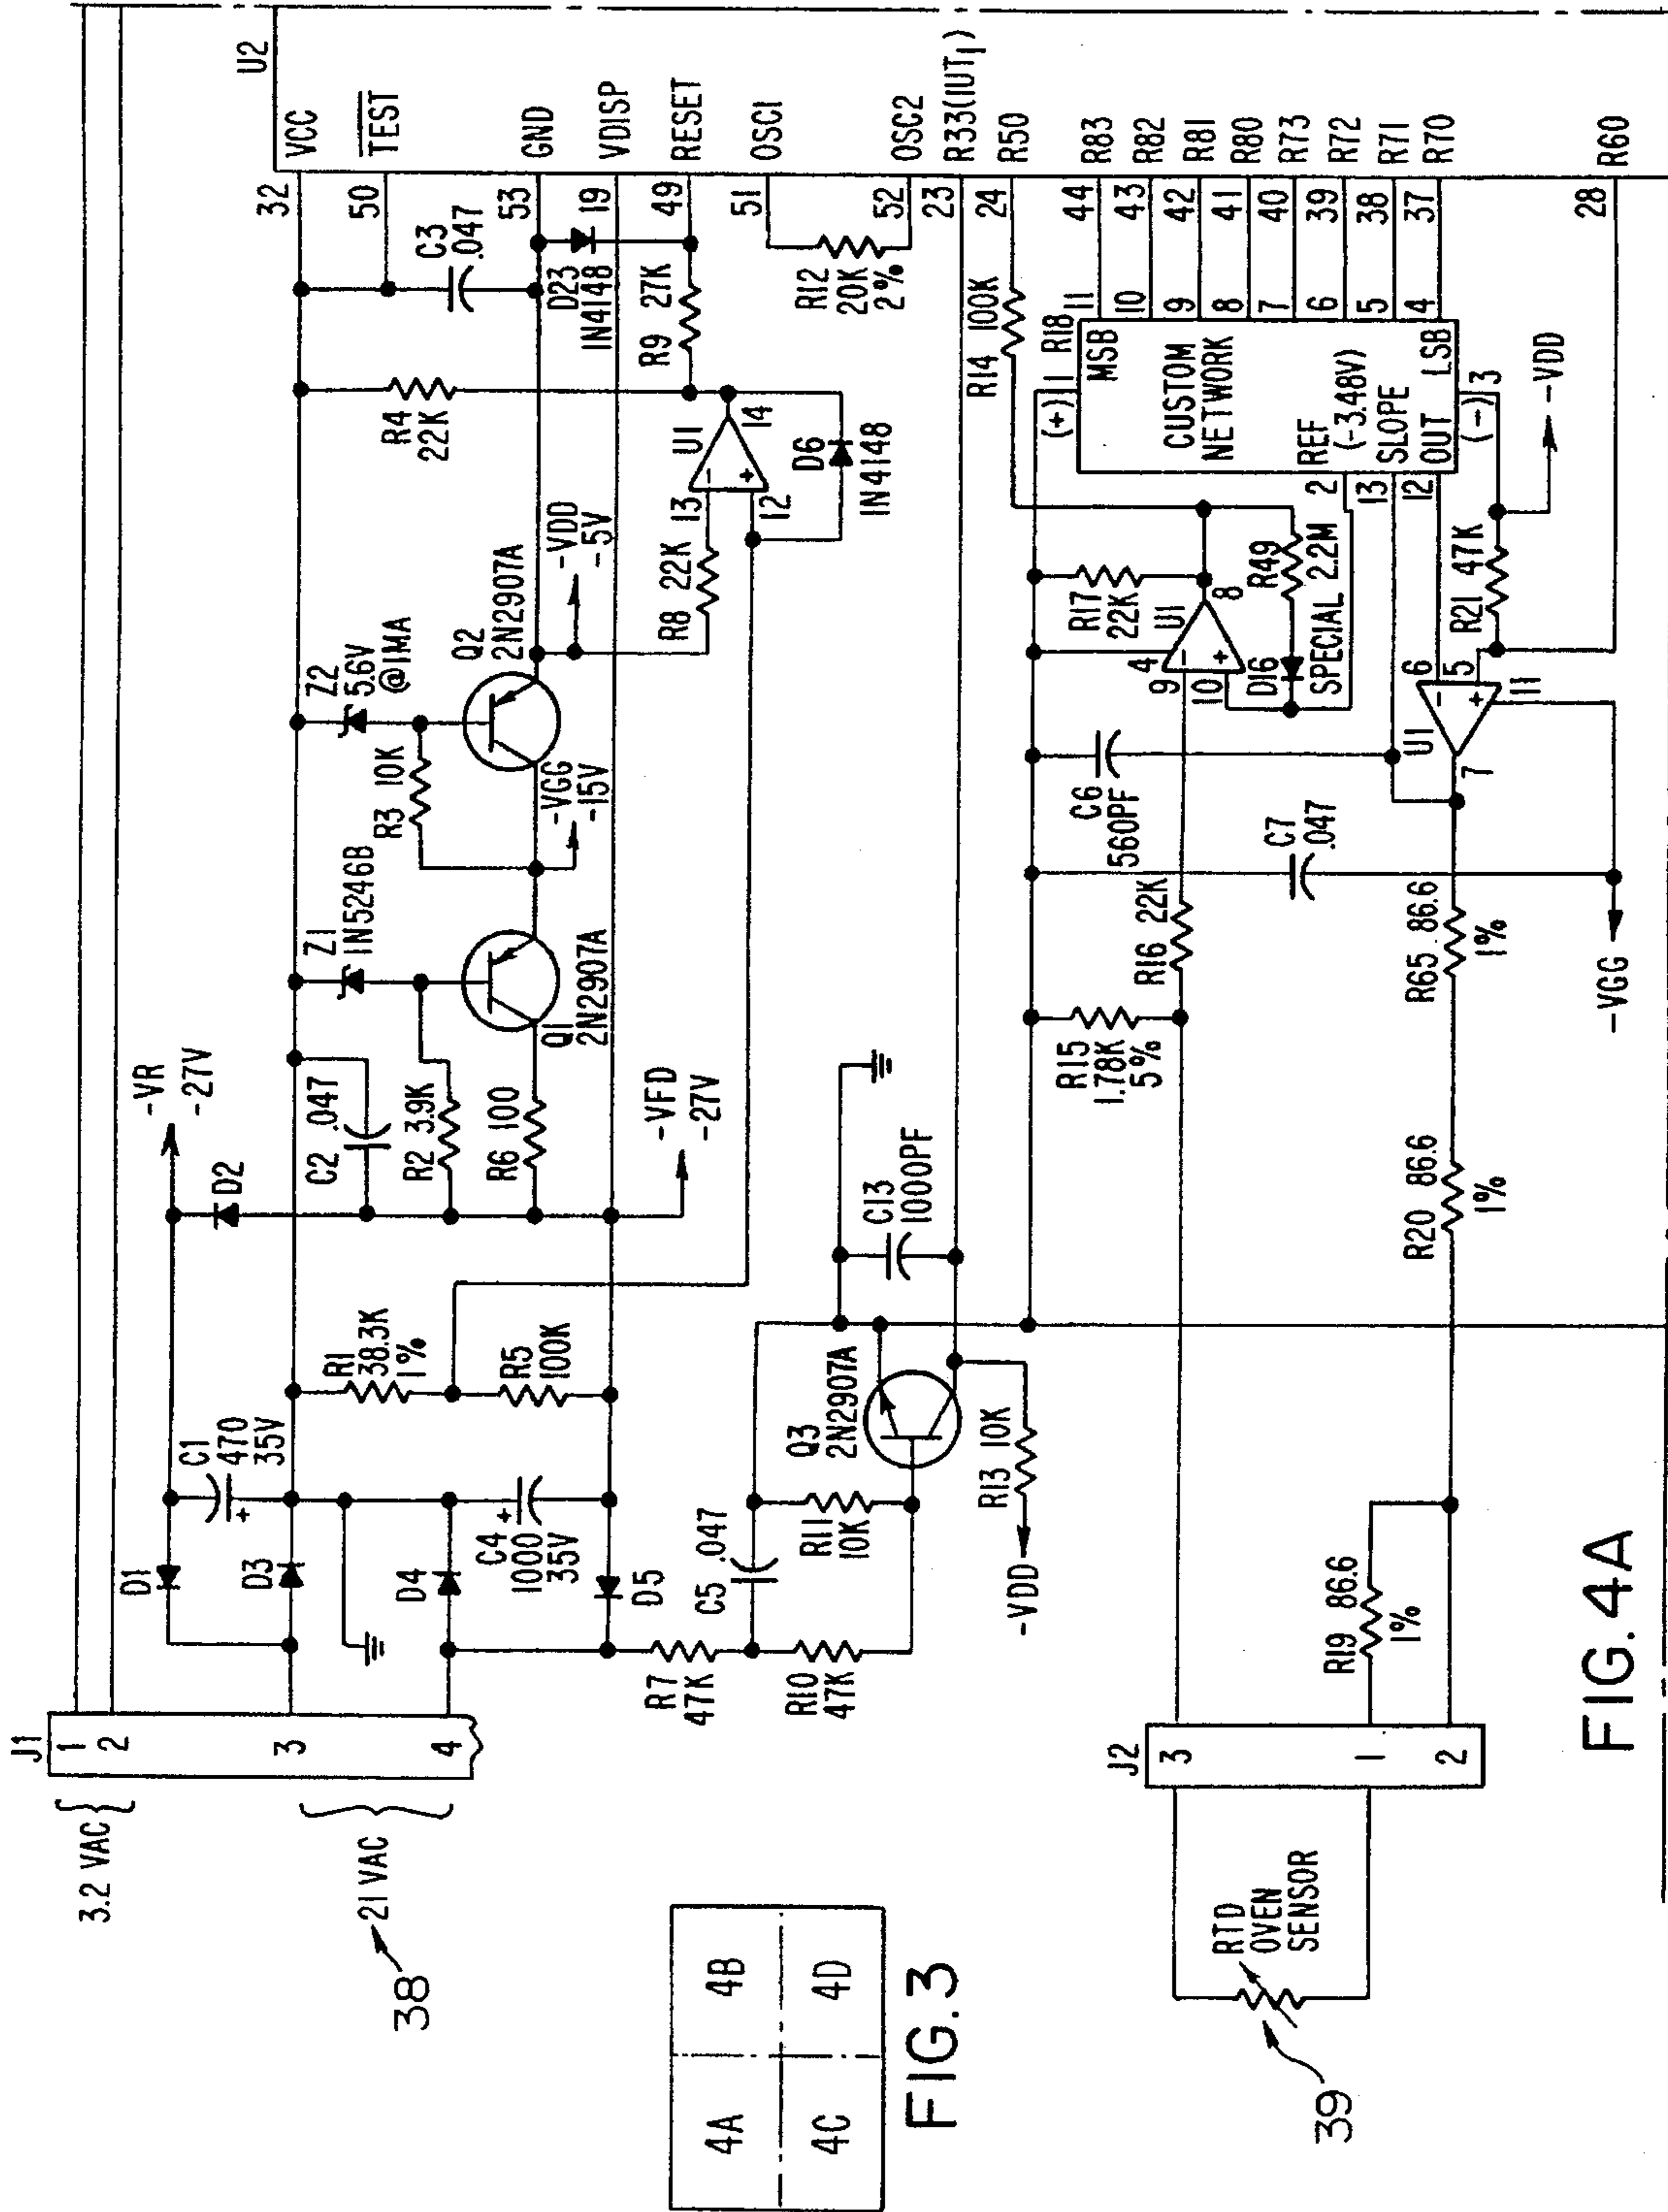 J1
1
2
3
4
3.2 VAC
21 VAC
38
D1
D3
D4
D5
C1
470
35V
+
C4
1000
35V
+
R1
38.3K
1%
R5
100K
-VR
-27V
D2
C2 .047
R2 3.9K
R6 100
-VFD
-27V
Z1
1N5246B
Q1
2N2907A
R3 10K
-VGG
-15V
Z2
5.6V
@1MA
Q2
2N2907A
-VDD
-5V
R8 22K
R4
22K
U1
13
12
14
-
+
D6
1N4148
C3
.047
D23
1N4148
R9 27K
R12
20K
2%
U2
32 VCC
50 TEST
53 GND
19 VDISP
49 RESET
51 OSC1
52 OSC2
23 R33(IUT1)
24 R50
44 R83
43 R82
42 R81
41 R80
40 R73
39 R72
38 R71
37 R70
28 R60
R7
47K
R10
47K
C5 .047
R11
10K
Q3
2N2907A
C13
1000PF
R13 10K
-VDD
R14 100K
R15
1.78K
5%
R16 22K
R17
22K
U1
4
9
10
8
-
+
D16
R49
SPECIAL 2.2M
C6
560PF
C7
.047
(+) 1 R18
MSB
CUSTOM
NETWORK
2 REF
(-3.48V)
13 SLOPE
12 OUT
LSB
(-) 3
11
10
9
8
7
6
5
4
-VDD
R21 47K
U1
6
5
7
11
-
+
-VGG
R65 86.6
1%
R20 86.6
1%
R19 86.6
1%
J2
3
1
2
RTD
OVEN
SENSOR
39
4A
4B
4C
4D
FIG.3
FIG.4A